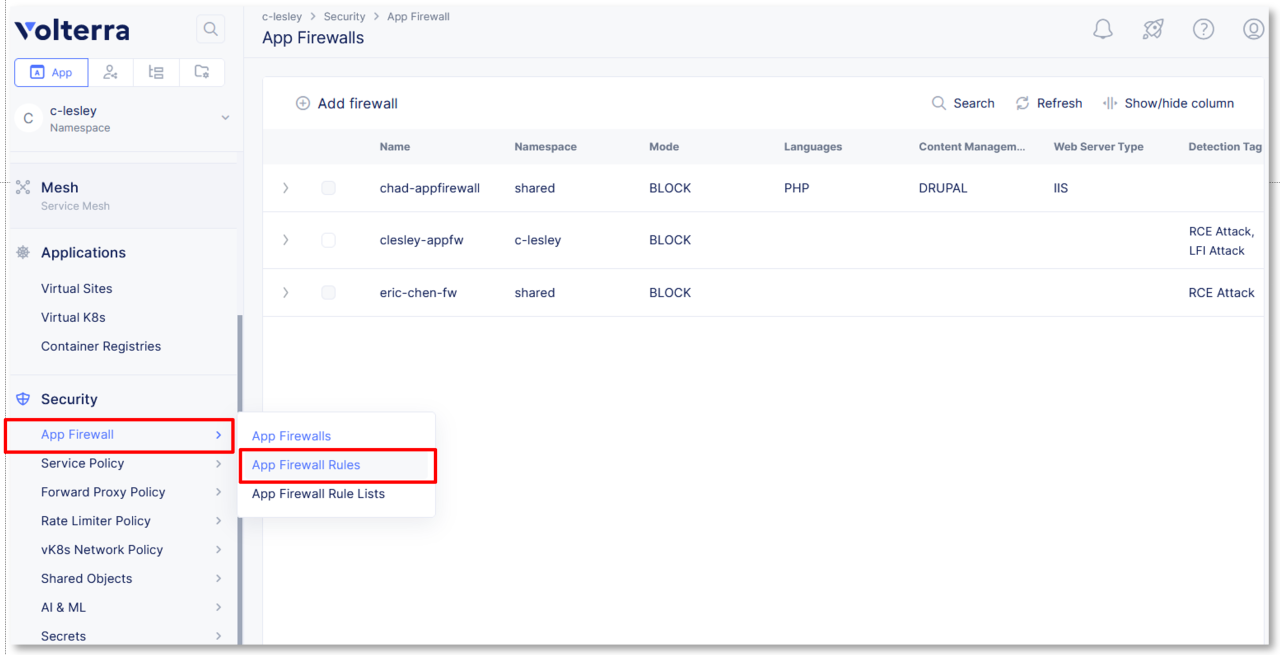 Volterra
App
C
c-lesley
Namespace
Mesh
Service Mesh
Applications
Virtual Sites
Virtual K8s
Container Registries
Security
App Firewall
Service Policy
Forward Proxy Policy
Rate Limiter Policy
vK8s Network Policy
Shared Objects
AI & ML
Secrets
App Firewalls
App Firewall Rules
App Firewall Rule Lists
c-lesley > Security > App Firewall
App Firewalls
Add firewall Search Refresh Show/hide column
Name Namespace Mode Languages Content Managem... Web Server Type Detection Tag
chad-appfirewall shared BLOCK PHP DRUPAL IIS
clesley-appfw c-lesley BLOCK RCE Attack,
LFI Attack
eric-chen-fw shared BLOCK RCE Attack